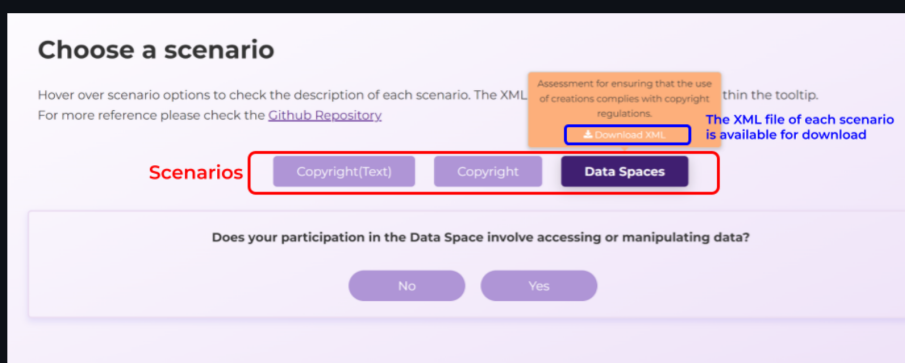 Choose a scenario
Assessment for ensuring that the use
Hover over scenario options to check the description of each scenario. The XML of creations complies with copyright thin the tooltip.
regulations.
For more reference please check the Github Repository
The XML file of each scenario
Download XML
is available for download
Scenarios
Copyright(Text) Copyright Data Spaces
Does your participation in the Data Space involve accessing or manipulating data?
No Yes